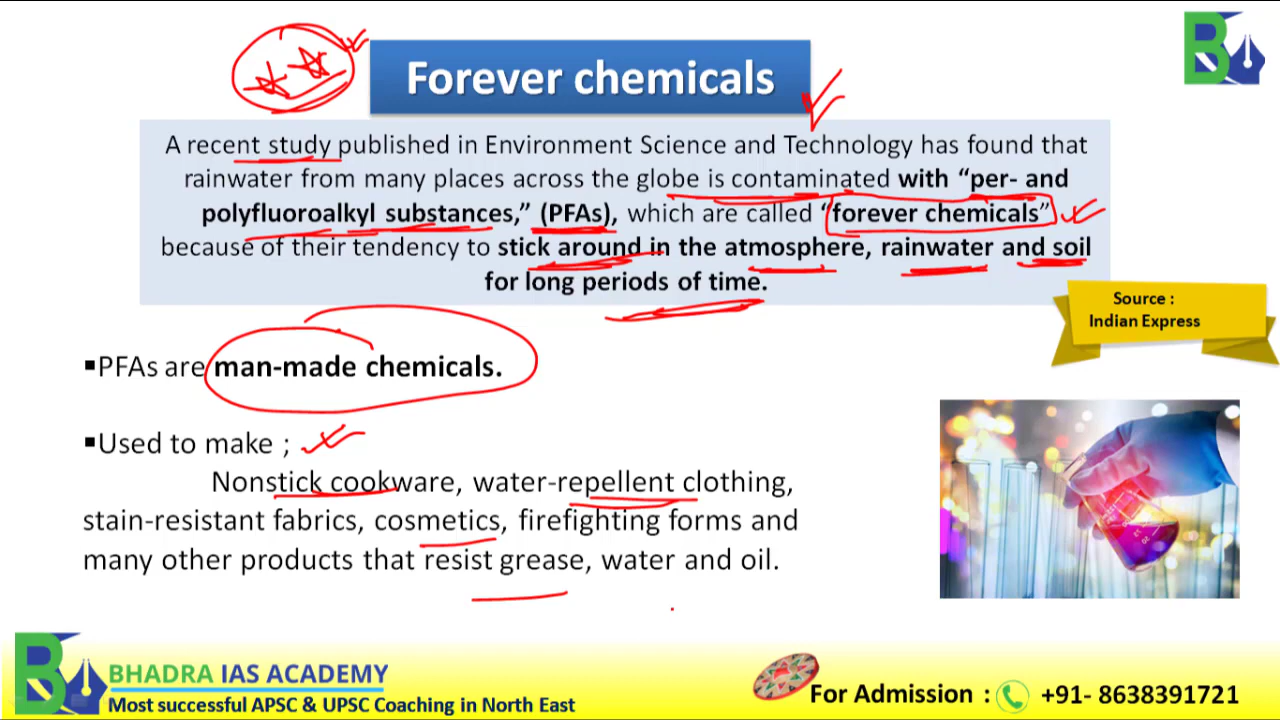 Forever chemicals
A recent study published in Environment Science and Technology has found that
rainwater from many places across the globe is contaminated with “per- and
polyfluoroalkyl substances,” (PFAs), which are called “forever chemicals”
because of their tendency to stick around in the atmosphere, rainwater and soil
for long periods of time.
Source :
Indian Express
▪PFAs are man-made chemicals.
▪Used to make ;
Nonstick cookware, water-repellent clothing,
stain-resistant fabrics, cosmetics, firefighting forms and
many other products that resist grease, water and oil.
BHADRA IAS ACADEMY
Most successful APSC & UPSC Coaching in North East
For Admission : +91- 8638391721